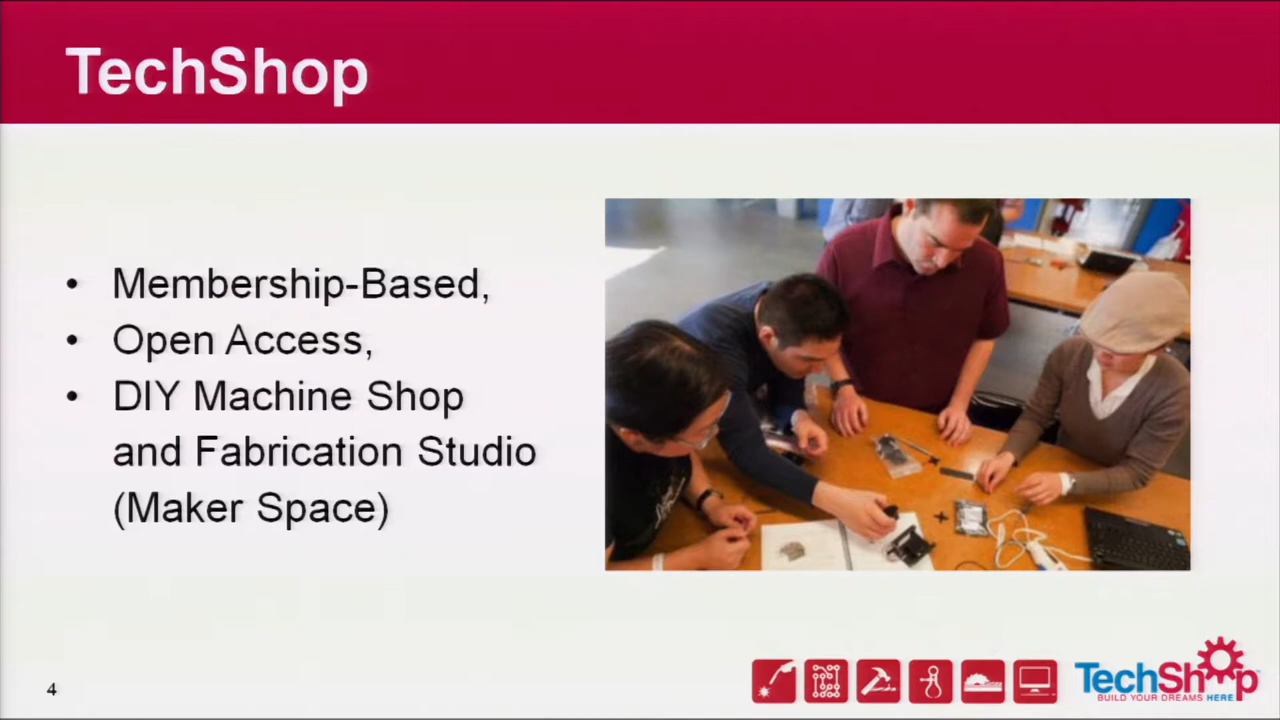 TechShop
• Membership-Based,
• Open Access,
• DIY Machine Shop
and Fabrication Studio
(Maker Space)
4
TechShop
BUILD YOUR DREAMS HERE